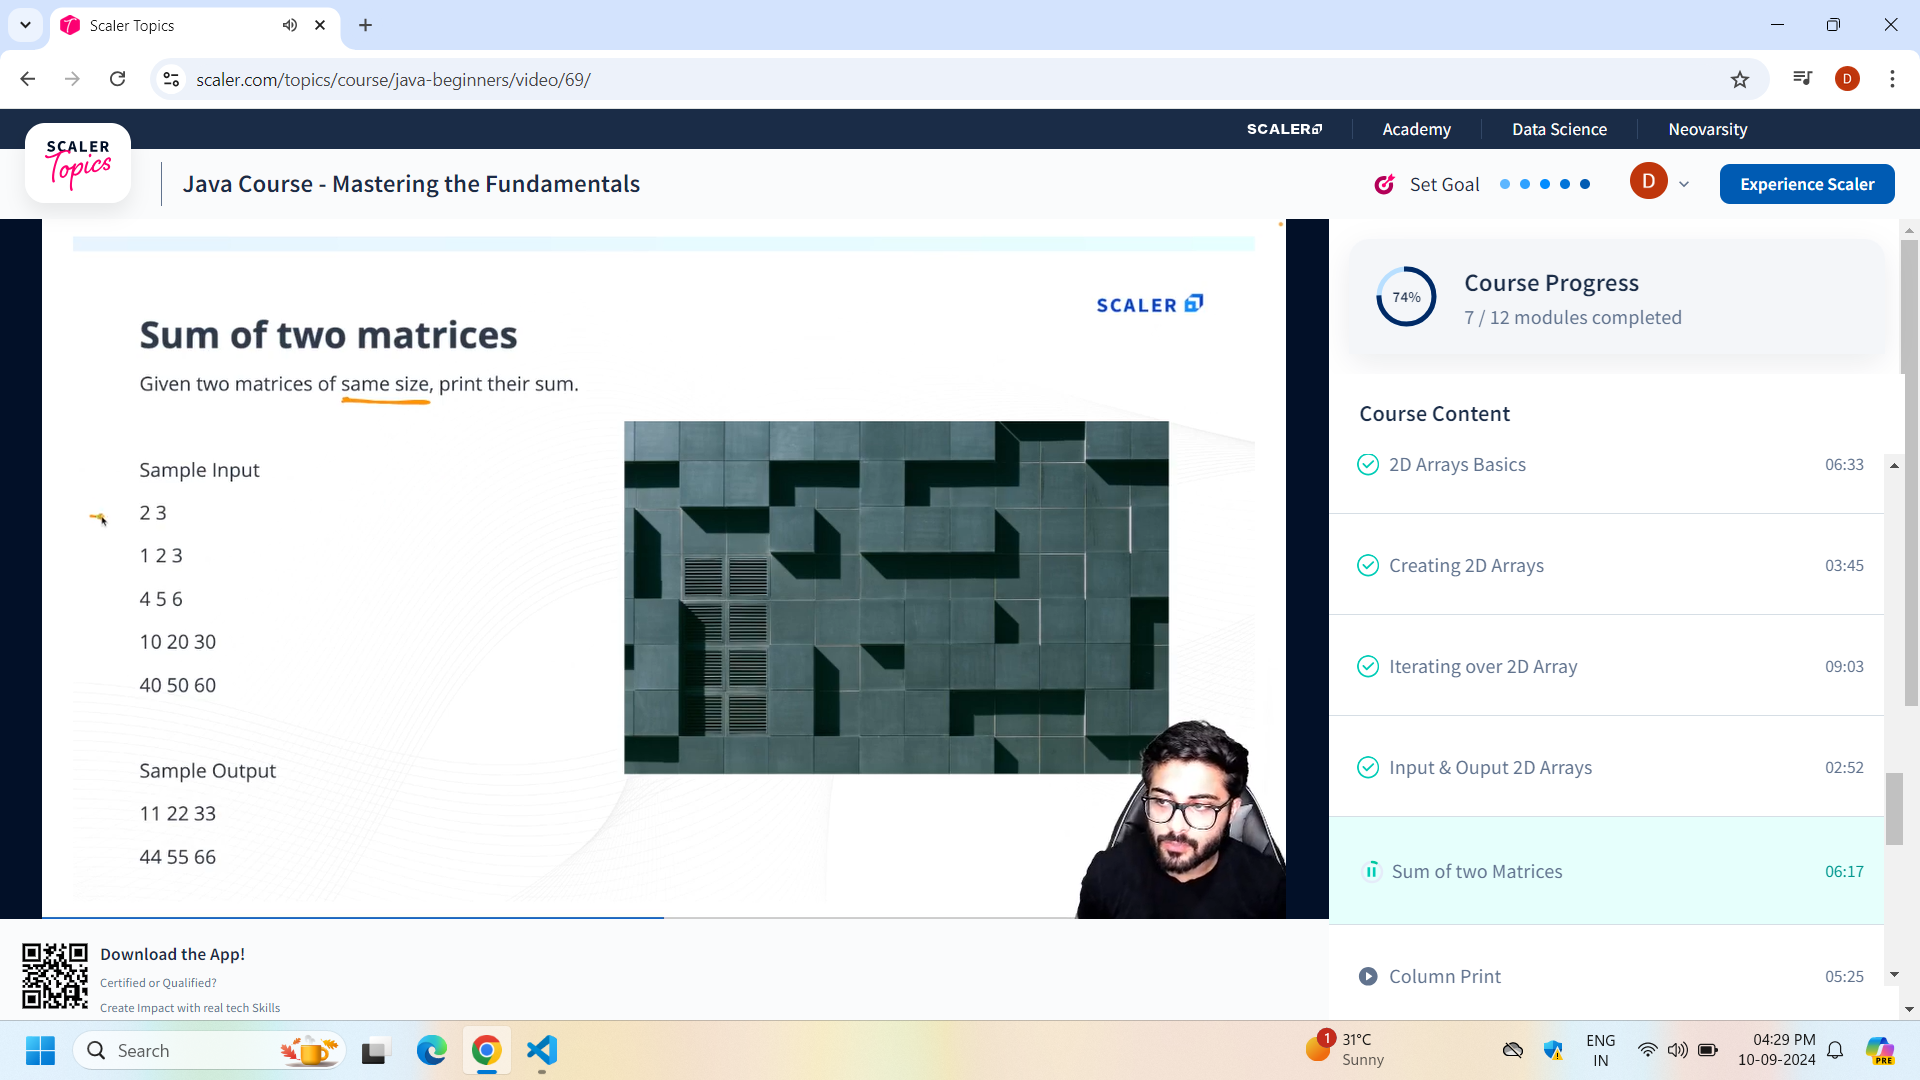 Scaler Topics
scaler.com/topics/course/java-beginners/video/69/
D
SCALER
Academy
Data Science
Neovarsity
SCALER
Topics
Java Course - Mastering the Fundamentals
Set Goal
D
Experience Scaler
SCALER
Sum of two matrices
Given two matrices of same size, print their sum.
Sample Input
2 3
1 2 3
4 5 6
10 20 30
40 50 60
Sample Output
11 22 33
44 55 66
74%
Course Progress
7 / 12 modules completed
Course Content
2D Arrays Basics 06:33
Creating 2D Arrays 03:45
Iterating over 2D Array 09:03
Input & Ouput 2D Arrays 02:52
Sum of two Matrices 06:17
Column Print 05:25
Download the App!
Certified or Qualified?
Create Impact with real tech Skills
Search
1
31°C
Sunny
ENG
IN
04:29 PM
10-09-2024
PRE